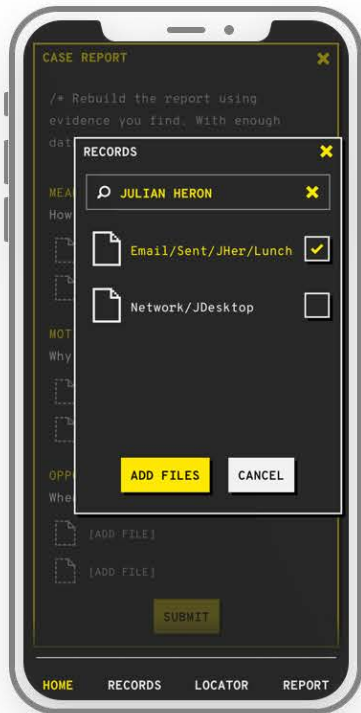 CASE REPORT
/* Rebuild the report using
evidence you find. With enough
dat
RECORDS
JULIAN HERON
MEA
How
Email/Sent/JHer/Lunch
Network/JDesktop
MOT
Why
ADD FILES
CANCEL
OPP
Whe
[ADD FILE]
[ADD FILE]
SUBMIT
HOME
RECORDS
LOCATOR
REPORT